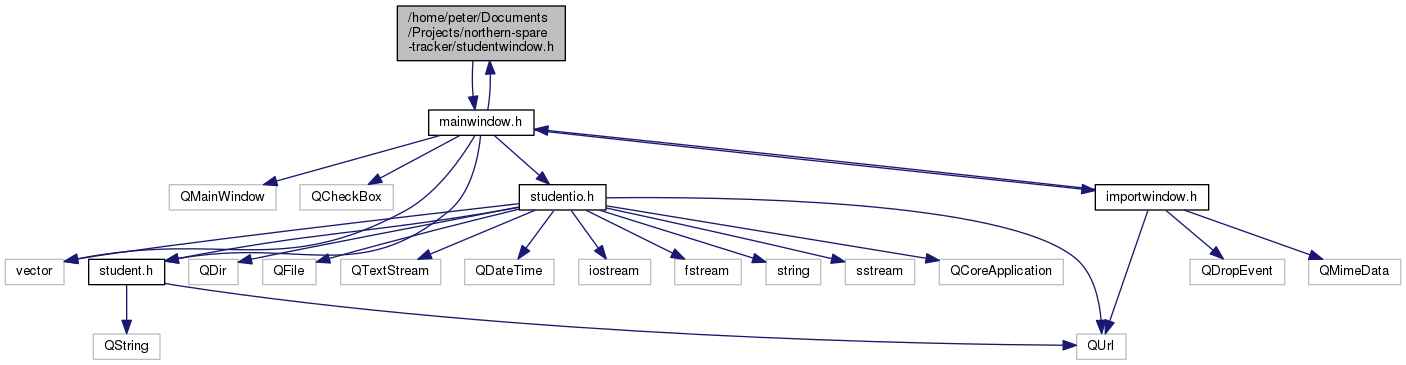 /home/peter/Documents
/Projects/northern-spare
-tracker/studentwindow.h
mainwindow.h
QMainWindow
QCheckBox
studentio.h
importwindow.h
vector
student.h
QDir
QFile
QTextStream
QDateTime
iostream
fstream
string
sstream
QCoreApplication
QDropEvent
QMimeData
QString
QUrl